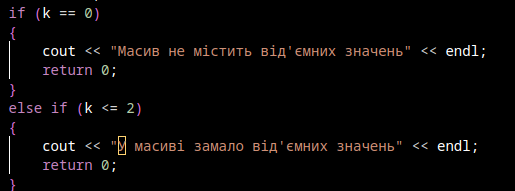 if (k == 0)
{
    cout << "Масив не містить від'ємних значень" << endl;
    return 0;
}
else if (k <= 2)
{
    cout << "У масиві замало від'ємних значень" << endl;
    return 0;
}